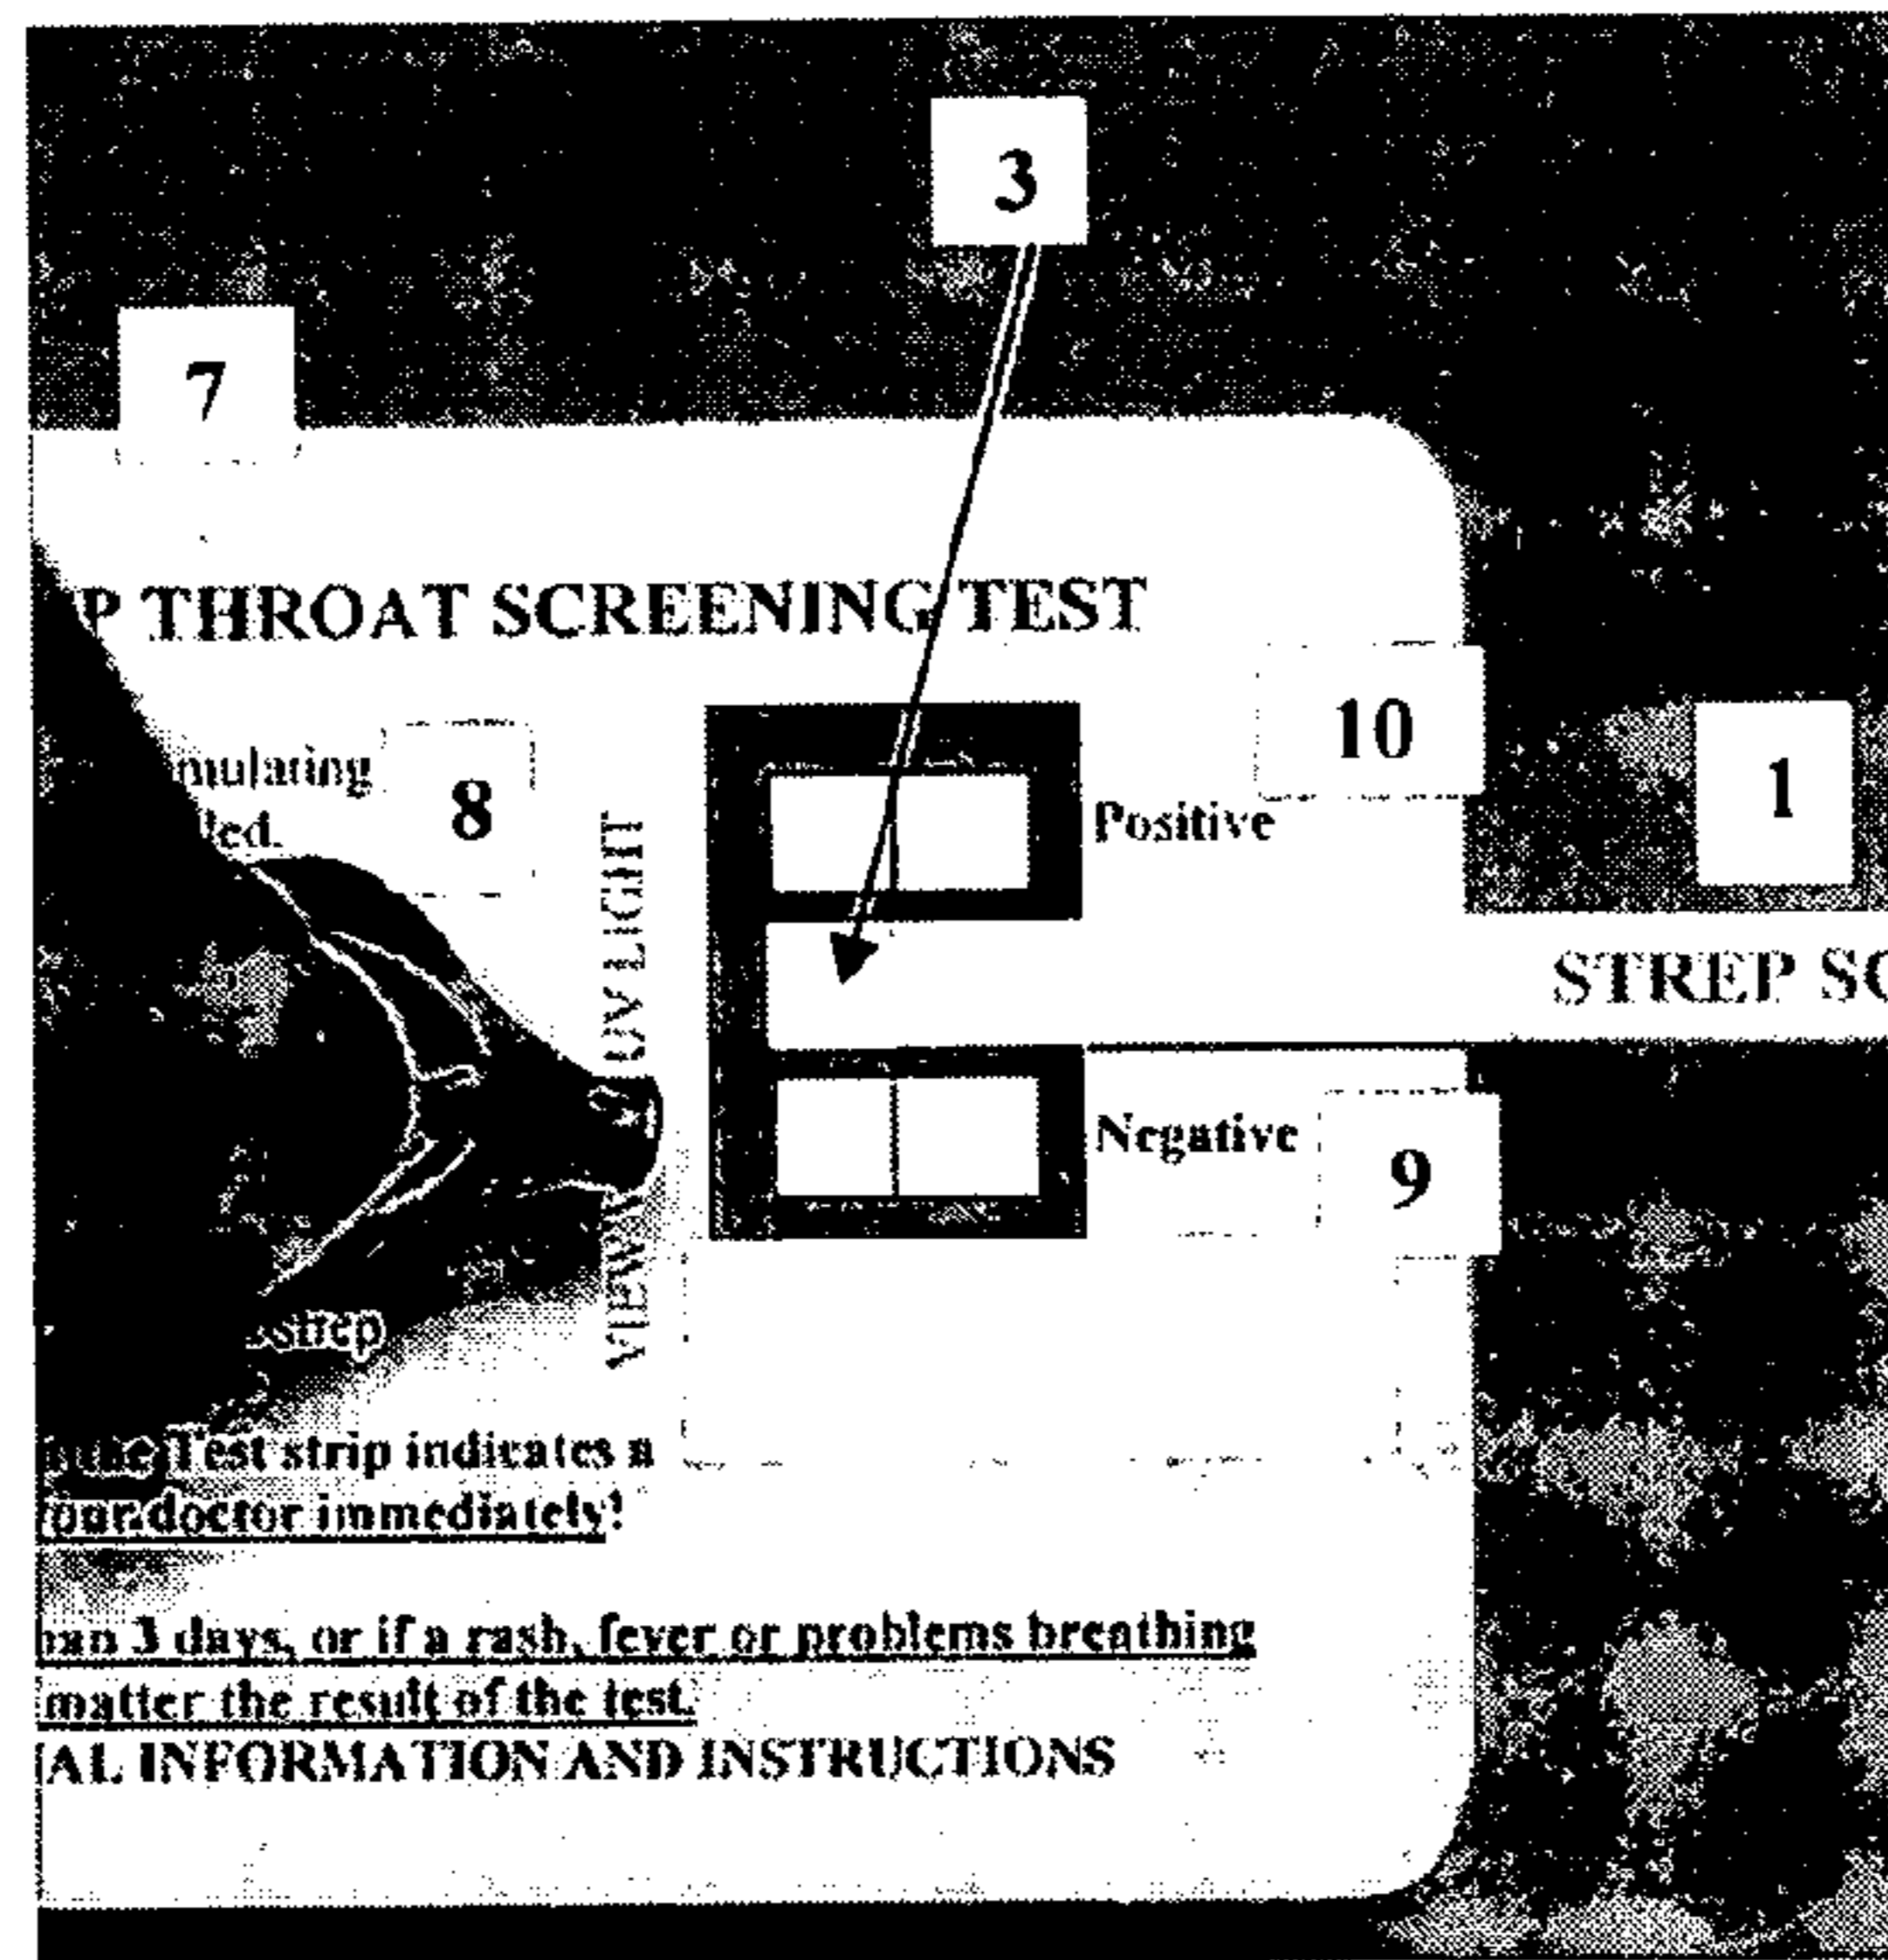 3
7
P THROAT SCREENING TEST
10
1
mulating
8
ted.
Positive
VIEW UV LIGHT
STREP SC
Negative
9
strep
the Test strip indicates a
our doctor immediately!
han 3 days, or if a rash, fever or problems breathing
matter the result of the test.
AL INFORMATION AND INSTRUCTIONS